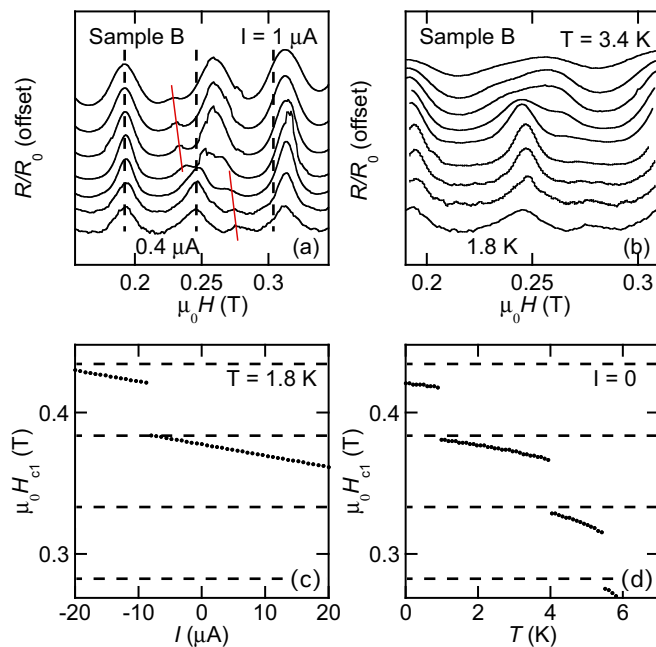 Sample B
I = 1 μA
R/R0 (offset)
0.4 μA
(a)
0.2
0.25
0.3
μ0H (T)
Sample B
T = 3.4 K
R/R0 (offset)
1.8 K
(b)
0.2
0.25
0.3
μ0H (T)
T = 1.8 K
0.4
0.3
μ0Hc1 (T)
(c)
-20
-10
0
10
20
I (μA)
I = 0
0.4
0.3
μ0Hc1 (T)
(d)
0
2
4
6
T (K)